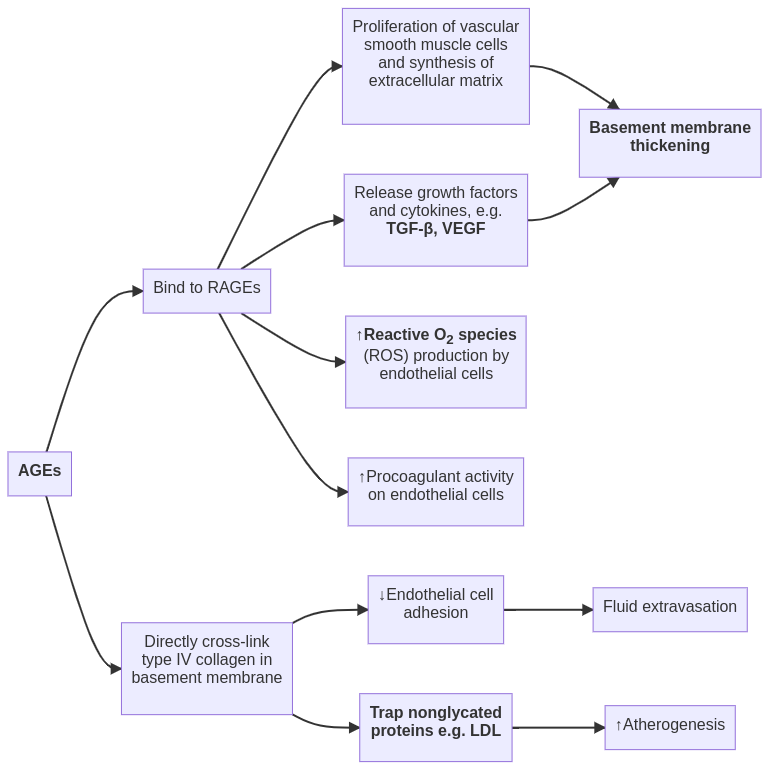 Proliferation of vascular
smooth muscle cells
and synthesis of
extracellular matrix
Basement membrane
thickening
Release growth factors
and cytokines, e.g.
TGF-β, VEGF
Bind to RAGEs
↑Reactive O₂ species
(ROS) production by
endothelial cells
AGEs
↑Procoagulant activity
on endothelial cells
Directly cross-link
type IV collagen in
basement membrane
↓Endothelial cell
adhesion
Fluid extravasation
Trap nonglycated
proteins e.g. LDL
↑Atherogenesis